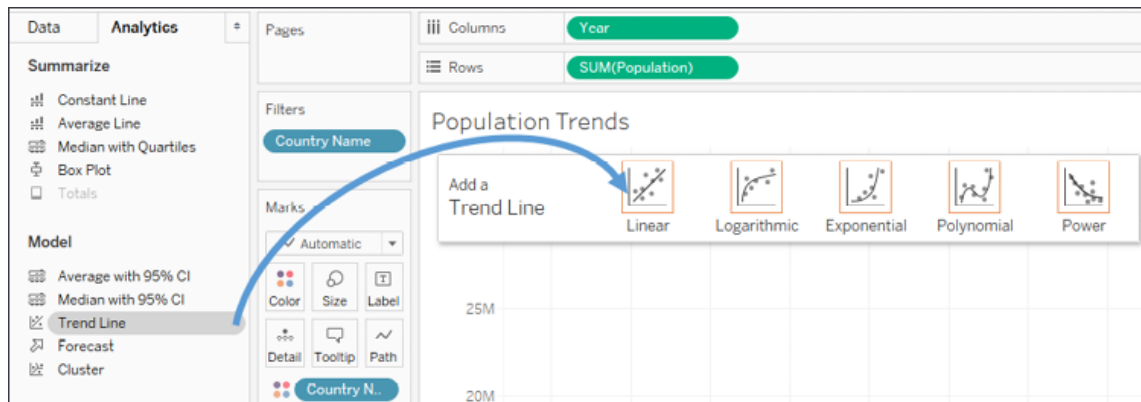 Data
Analytics
Summarize
Constant Line
Average Line
Median with Quartiles
Box Plot
Totals
Model
Average with 95% CI
Median with 95% CI
Trend Line
Forecast
Cluster
Pages
Filters
Country Name
Marks
Automatic
Color
Size
Label
Detail
Tooltip
Path
Country N..
Columns
Year
Rows
SUM(Population)
Population Trends
Add a
Trend Line
Linear
Logarithmic
Exponential
Polynomial
Power
25M
20M